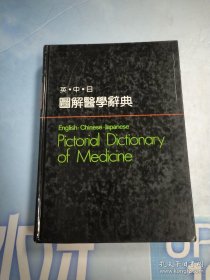 英・中・日
圖解醫學辭典
English Chinese Japanese
Pictorial Dictionary
of Medicine